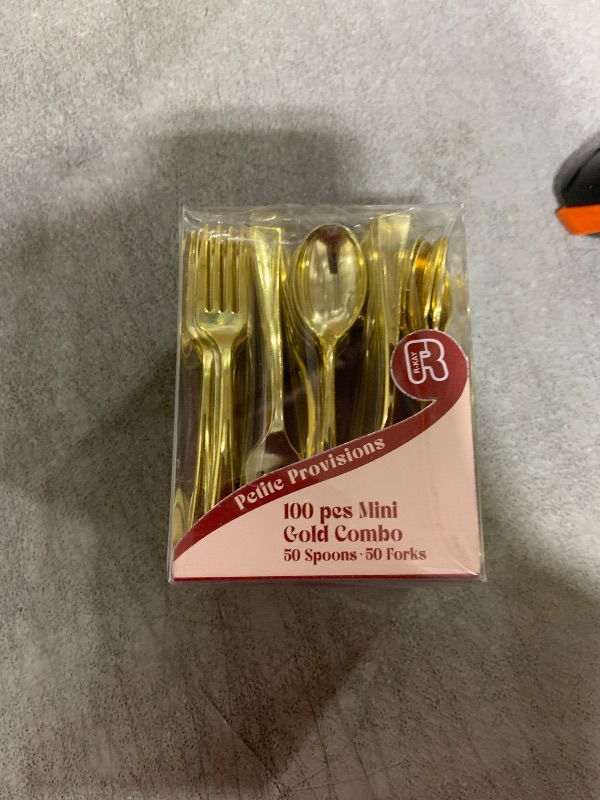 R-KAY
R
Petite Provisions
100 pcs Mini
Gold Combo
50 Spoons · 50 Forks